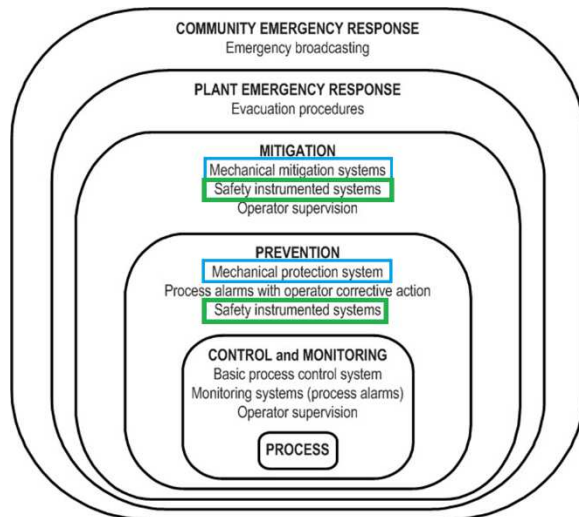 COMMUNITY EMERGENCY RESPONSE
Emergency broadcasting
PLANT EMERGENCY RESPONSE
Evacuation procedures
MITIGATION
Mechanical mitigation systems
Safety instrumented systems
Operator supervision
PREVENTION
Mechanical protection system
Process alarms with operator corrective action
Safety instrumented systems
CONTROL and MONITORING
Basic process control system
Monitoring systems (process alarms)
Operator supervision
PROCESS